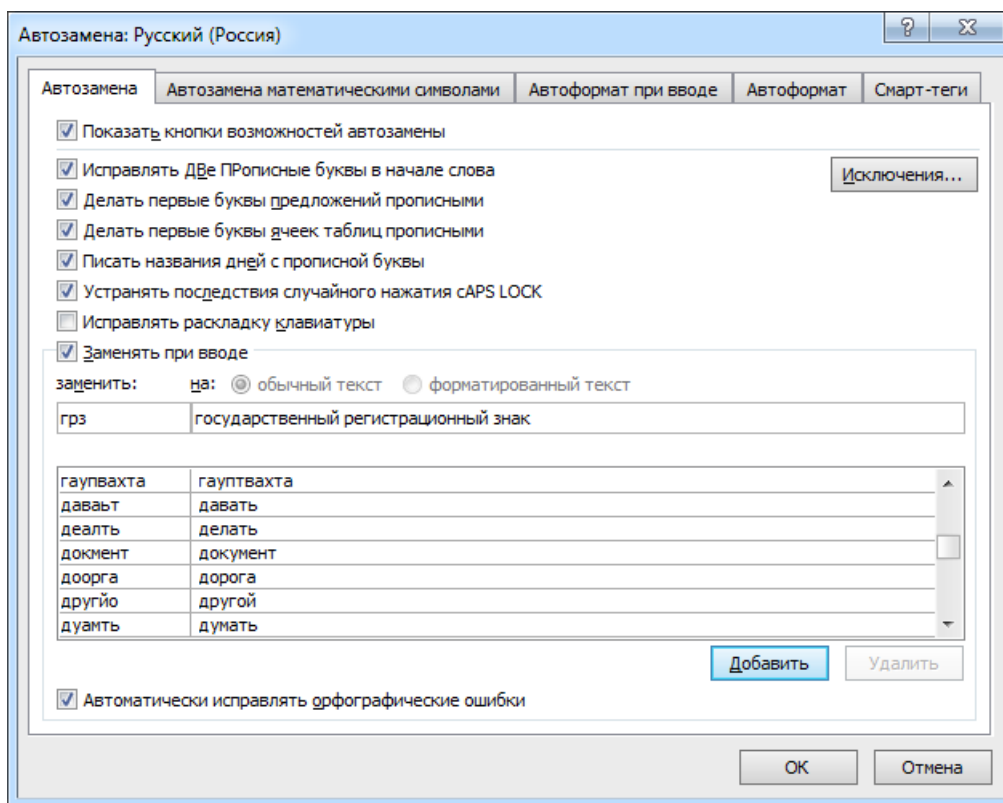 Автозамена: Русский (Россия)
Автозамена Автозамена математическими символами Автоформат при вводе Автоформат Смарт-теги
Показать кнопки возможностей автозамены
Исправлять ДВе ПРописные буквы в начале слова Исключения...
Делать первые буквы предложений прописными
Делать первые буквы ячеек таблиц прописными
Писать названия дней с прописной буквы
Устранять последствия случайного нажатия cAPS LOCK
Исправлять раскладку клавиатуры
Заменять при вводе
заменить: на: обычный текст форматированный текст
грз государственный регистрационный знак
гаупвахта гауптвахта
даваьт давать
деалть делать
докмент документ
доорга дорога
другйо другой
дуамть думать
Добавить Удалить
Автоматически исправлять орфографические ошибки
ОК Отмена